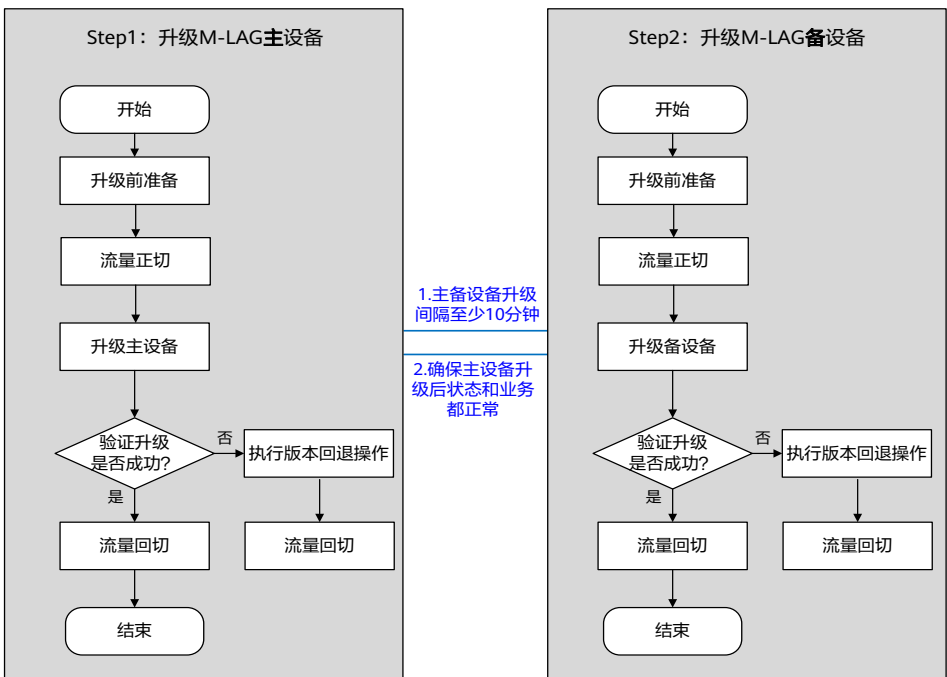 Step1：升级M-LAG主设备
开始
升级前准备
流量正切
升级主设备
验证升级
是否成功?
否
执行版本回退操作
是
流量回切
流量回切
结束
1.主备设备升级
间隔至少10分钟
2.确保主设备升
级后状态和业务
都正常
Step2：升级M-LAG备设备
开始
升级前准备
流量正切
升级备设备
验证升级
是否成功?
否
执行版本回退操作
是
流量回切
流量回切
结束